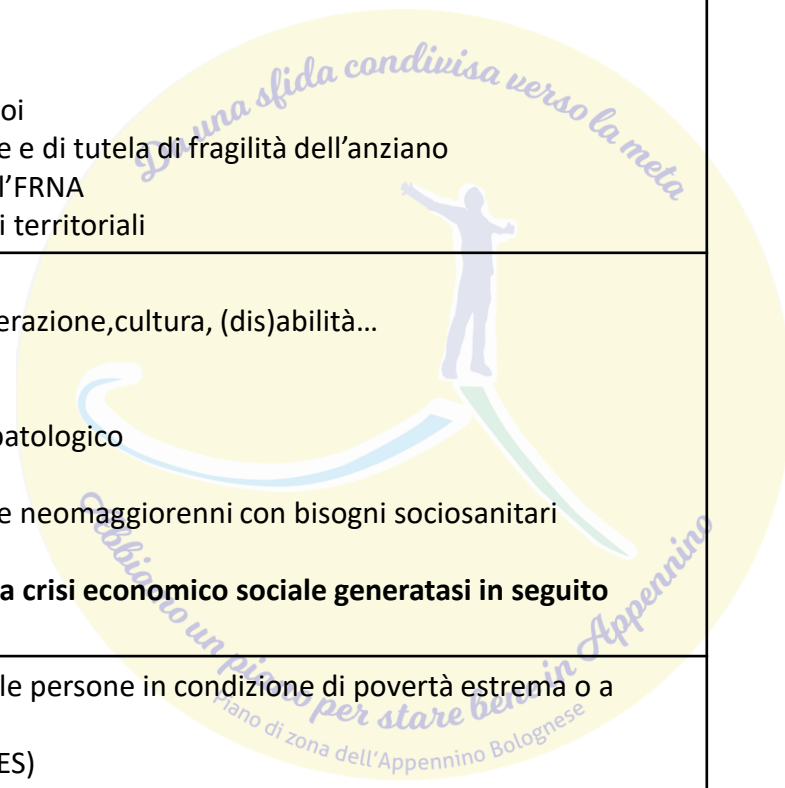 Da una sfida condivisa verso la meta
oi
e e di tutela di fragilità dell'anziano
l'FRNA
i territoriali
erazione,cultura, (dis)abilità…
patologico
e neomaggiorenni con bisogni sociosanitari
a crisi economico sociale generatasi in seguito
le persone in condizione di povertà estrema o a
ES)
abbiamo un piano per stare bene in Appennino
Piano di zona dell'Appennino Bolognese